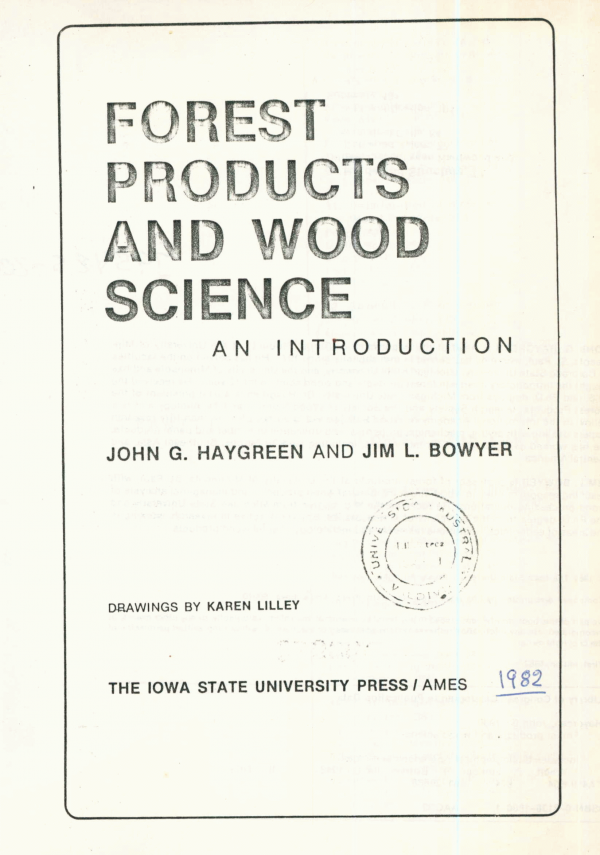 FOREST
PRODUCTS
AND WOOD
SCIENCE
AN INTRODUCTION
JOHN G. HAYGREEN AND JIM L. BOWYER
DRAWINGS BY KAREN LILLEY
THE IOWA STATE UNIVERSITY PRESS / AMES 1982